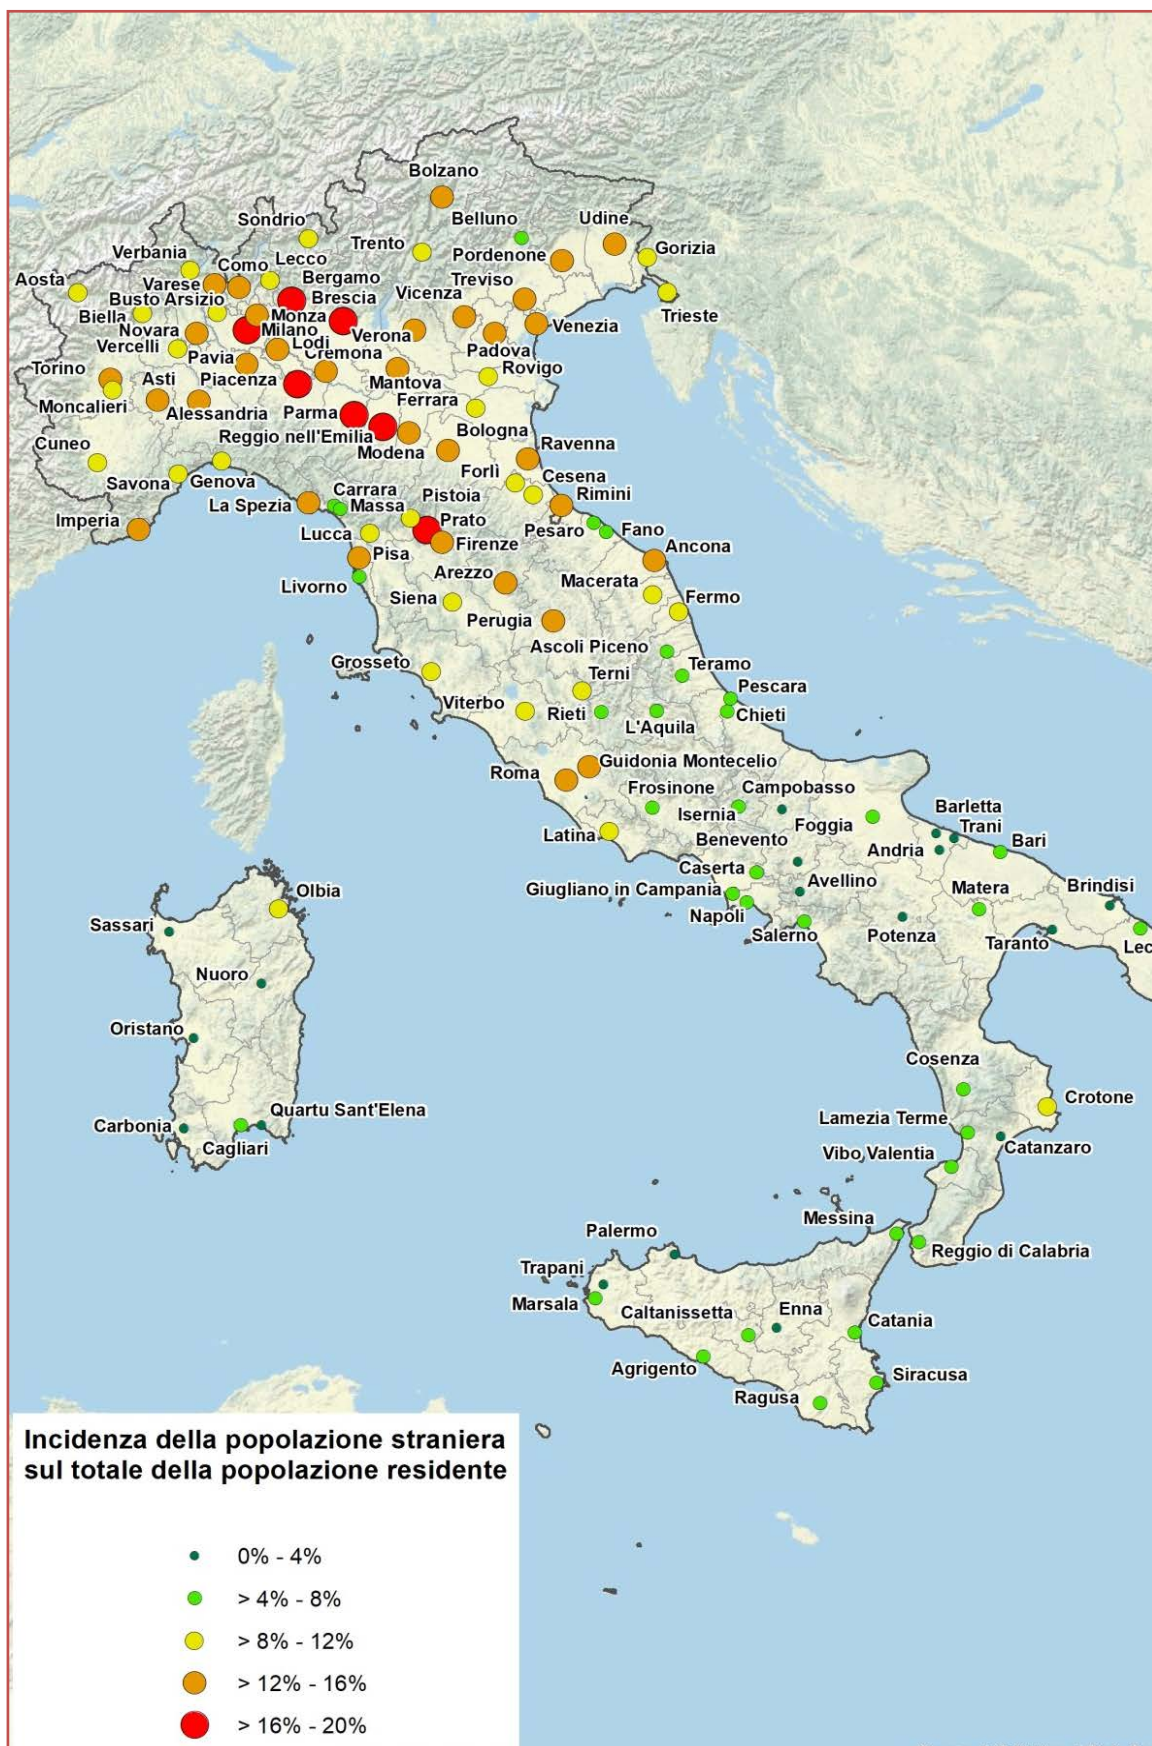 Bolzano
Belluno
Udine
Sondrio
Trento
Pordenone
Gorizia
Verbania
Lecco
Aosta
Como
Bergamo
Treviso
Varese
Vicenza
Busto Arsizio
Brescia
Biella
Monza
Venezia
Trieste
Novara
Milano
Verona
Lodi
Vercelli
Pavia
Cremona
Padova
Torino
Asti
Piacenza
Mantova
Rovigo
Moncalieri
Alessandria
Parma
Ferrara
Reggio nell'Emilia
Bologna
Cuneo
Modena
Ravenna
Savona
Genova
Forlì
Cesena
Carrara
Pistoia
La Spezia
Massa
Rimini
Imperia
Prato
Pesaro
Fano
Lucca
Firenze
Pisa
Ancona
Arezzo
Macerata
Livorno
Siena
Fermo
Perugia
Ascoli Piceno
Grosseto
Terni
Teramo
Viterbo
Pescara
Rieti
Chieti
L'Aquila
Guidonia Montecelio
Roma
Frosinone
Campobasso
Isernia
Barletta
Latina
Foggia
Trani
Benevento
Andria
Bari
Caserta
Avellino
Giugliano in Campania
Matera
Brindisi
Olbia
Napoli
Sassari
Salerno
Potenza
Taranto
Lec
Nuoro
Oristano
Cosenza
Quartu Sant'Elena
Crotone
Carbonia
Lamezia Terme
Cagliari
Catanzaro
Vibo Valentia
Messina
Palermo
Reggio di Calabria
Trapani
Marsala
Caltanissetta
Enna
Catania
Agrigento
Siracusa
Ragusa
Incidenza della popolazione straniera
sul totale della popolazione residente
0% - 4%
> 4% - 8%
> 8% - 12%
> 12% - 16%
> 16% - 20%